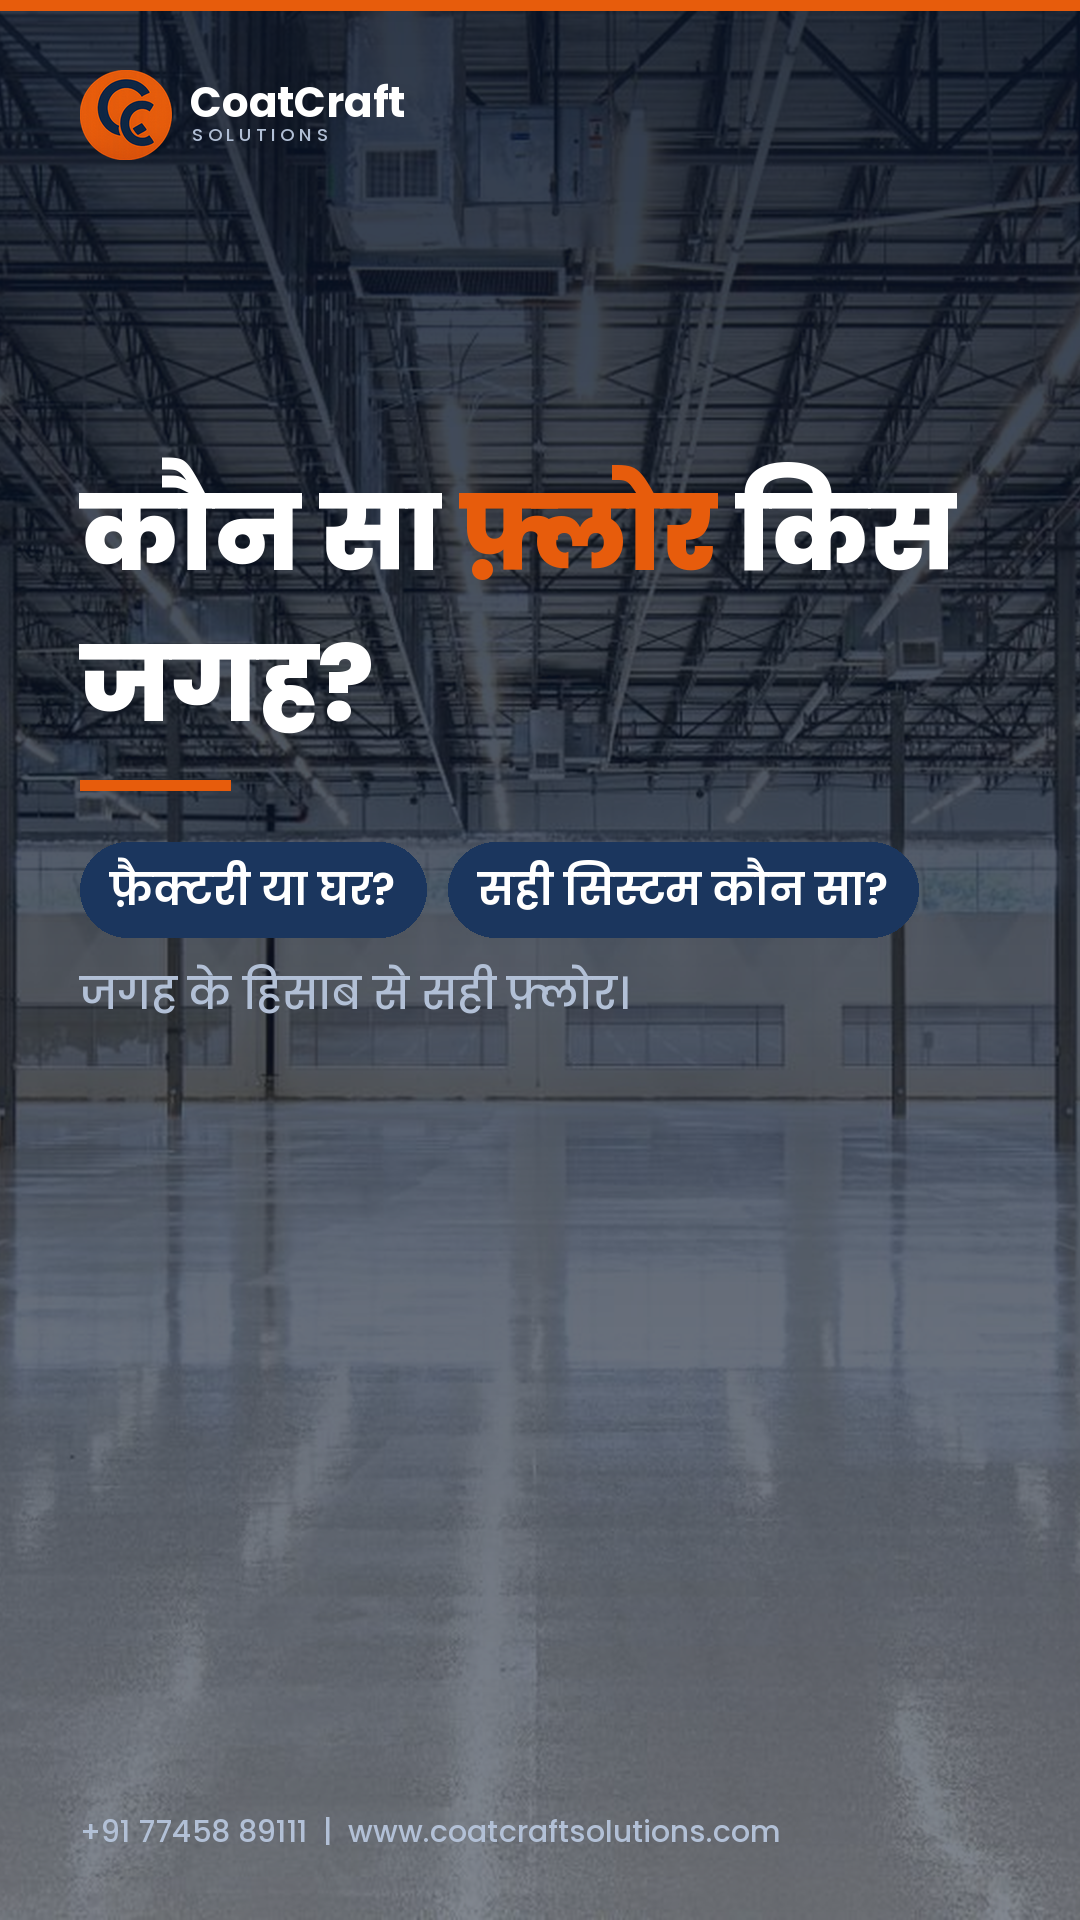 CoatCraft
SOLUTIONS
कौन सा फ़्लोर किस
जगह?
फ़ैक्टरी या घर?
सही सिस्टम कौन सा?
जगह के हिसाब से सही फ़्लोर।
+91 77458 89111 | www.coatcraftsolutions.com